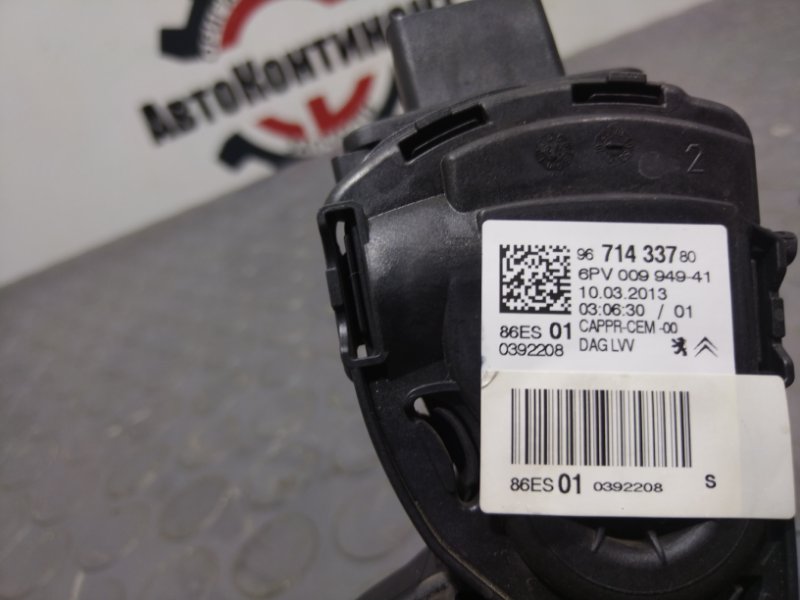 АвтоКонтинент
2
96 714 337 80
6PV 009 949-41
10.03.2013
03:06:30 / 01
86ES 01 CAPPR-CEM -00
0392208 DAG LVV
86ES 01 0392208 S